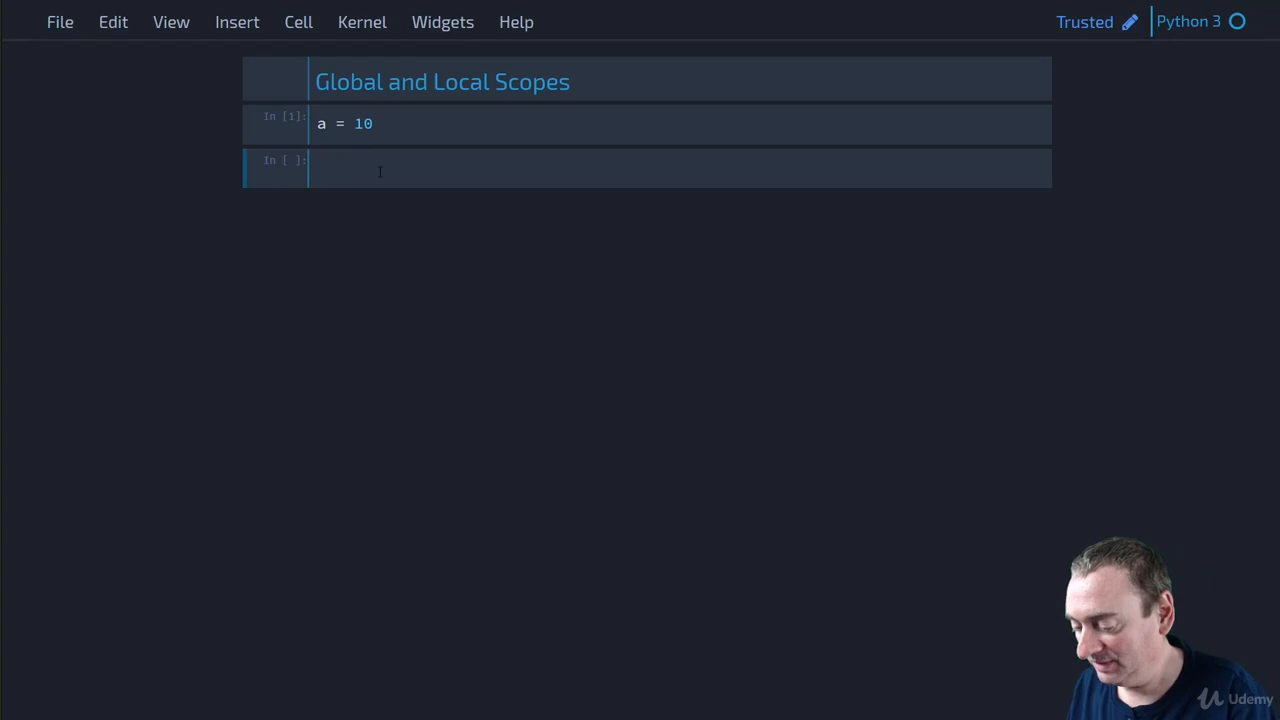 File Edit View Insert Cell Kernel Widgets Help Trusted Python 3
Global and Local Scopes
In [1]: a = 10
In [ ]:
Udemy